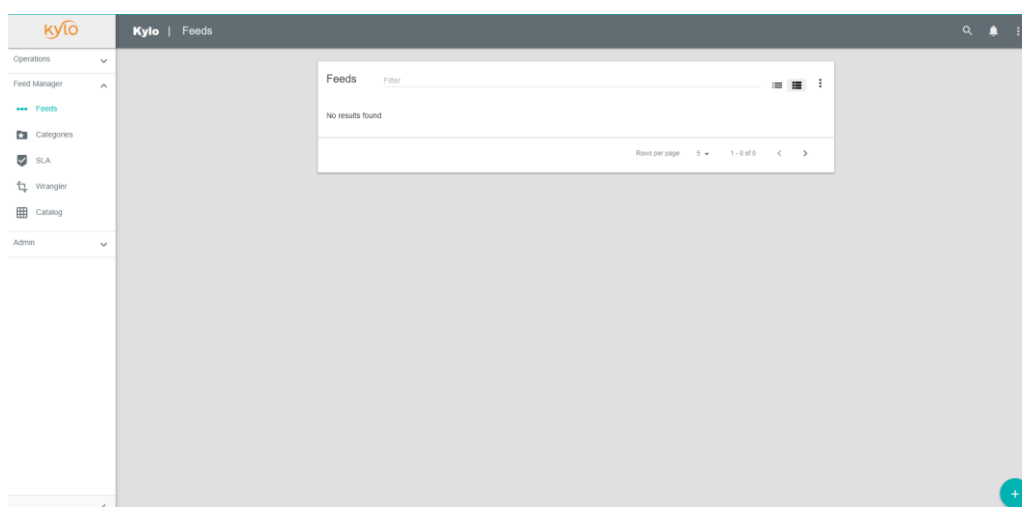 kylo
Kylo | Feeds
Operations
Feed Manager
Feeds
Categories
SLA
Wrangler
Catalog
Admin
Feeds Filter
No results found
Rows per page 5 1 - 0 of 0